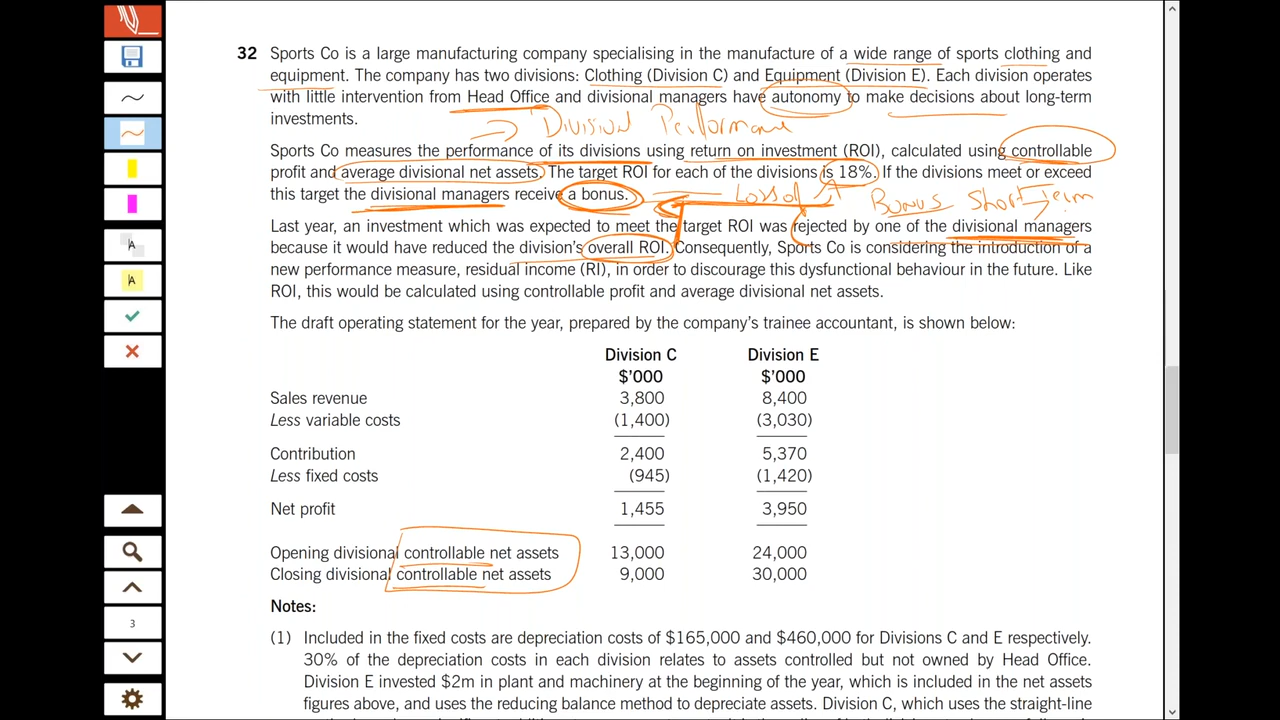 32 Sports Co is a large manufacturing company specialising in the manufacture of a wide range of sports clothing and
equipment. The company has two divisions: Clothing (Division C) and Equipment (Division E). Each division operates
with little intervention from Head Office and divisional managers have autonomy to make decisions about long-term
investments.
→ Division Performance
Sports Co measures the performance of its divisions using return on investment (ROI), calculated using controllable
profit and average divisional net assets. The target ROI for each of the divisions is 18%. If the divisions meet or exceed
this target the divisional managers receive a bonus.
Loss of Bonus Short Term
Last year, an investment which was expected to meet the target ROI was rejected by one of the divisional managers
because it would have reduced the division's overall ROI. Consequently, Sports Co is considering the introduction of a
new performance measure, residual income (RI), in order to discourage this dysfunctional behaviour in the future. Like
ROI, this would be calculated using controllable profit and average divisional net assets.
The draft operating statement for the year, prepared by the company's trainee accountant, is shown below:
Division C Division E
$'000 $'000
Sales revenue 3,800 8,400
Less variable costs (1,400) (3,030)
Contribution 2,400 5,370
Less fixed costs (945) (1,420)
Net profit 1,455 3,950
Opening divisional controllable net assets 13,000 24,000
Closing divisional controllable net assets 9,000 30,000
Notes:
(1) Included in the fixed costs are depreciation costs of $165,000 and $460,000 for Divisions C and E respectively.
30% of the depreciation costs in each division relates to assets controlled but not owned by Head Office.
Division E invested $2m in plant and machinery at the beginning of the year, which is included in the net assets
figures above, and uses the reducing balance method to depreciate assets. Division C, which uses the straight-line
A
A
3